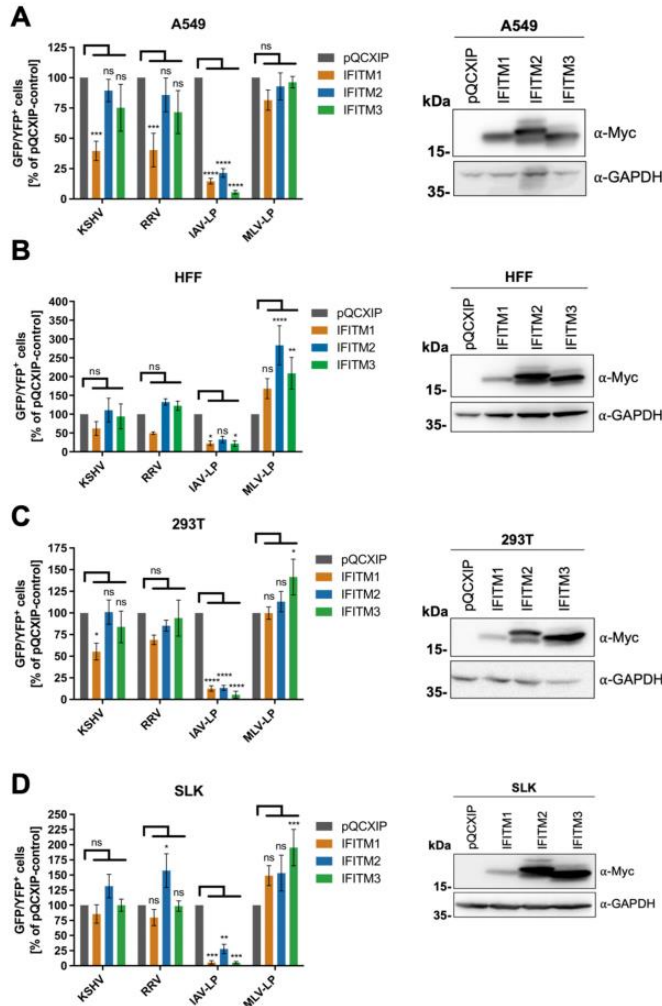 A
A549
GFP/YFP⁺ cells
[% of pQCXIP-control]
125
100
75
50
25
0
ns
ns
***
ns
ns
***
****
****
****
ns
KSHV
RRV
IAV-LP
MLV-LP
pQCXIP
IFITM1
IFITM2
IFITM3
A549
pQCXIP
IFITM1
IFITM2
IFITM3
kDa
15-
35-
α-Myc
α-GAPDH
B
HFF
GFP/YFP⁺ cells
[% of pQCXIP-control]
400
350
300
250
200
150
100
50
0
ns
ns
*
ns
*
ns
****
**
KSHV
RRV
IAV-LP
MLV-LP
pQCXIP
IFITM1
IFITM2
IFITM3
HFF
pQCXIP
IFITM1
IFITM2
IFITM3
kDa
15-
35-
α-Myc
α-GAPDH
C
293T
GFP/YFP⁺ cells
[% of pQCXIP-control]
175
150
125
100
75
50
25
0
*
ns
ns
ns
****
****
****
ns
ns
*
KSHV
RRV
IAV-LP
MLV-LP
pQCXIP
IFITM1
IFITM2
IFITM3
293T
pQCXIP
IFITM1
IFITM2
IFITM3
kDa
15-
35-
α-Myc
α-GAPDH
D
SLK
GFP/YFP⁺ cells
[% of pQCXIP-control]
250
225
200
175
150
125
100
75
50
25
0
ns
ns
*
ns
***
**
***
ns
ns
***
KSHV
RRV
IAV-LP
MLV-LP
pQCXIP
IFITM1
IFITM2
IFITM3
SLK
pQCXIP
IFITM1
IFITM2
IFITM3
kDa
15-
35-
α-Myc
α-GAPDH